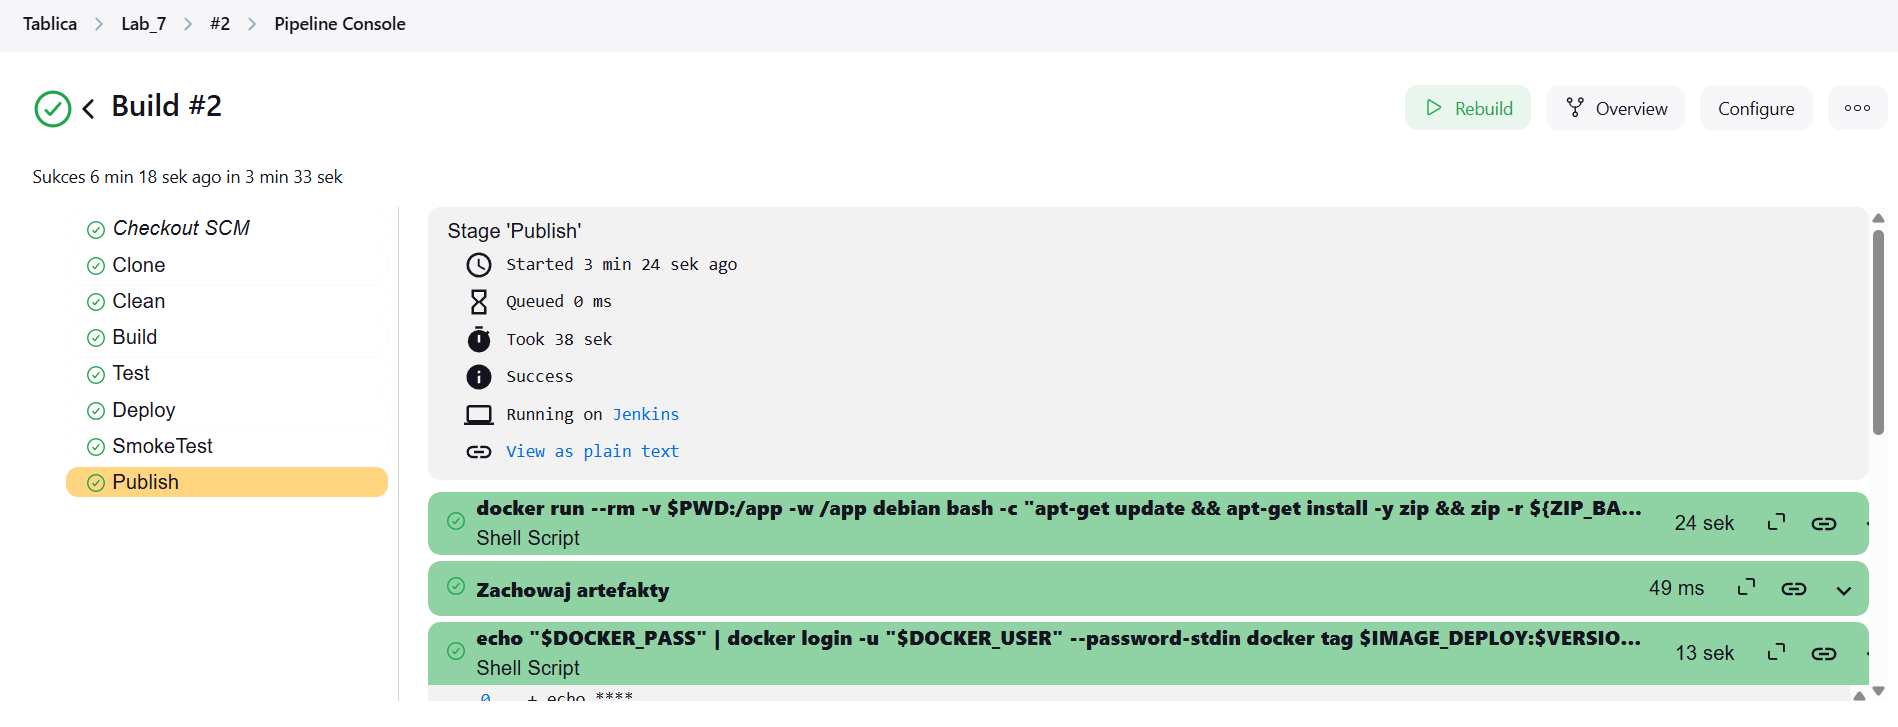 Tablica > Lab_7 > #2 > Pipeline Console
Build #2
Rebuild
Overview
Configure
Sukces 6 min 18 sek ago in 3 min 33 sek
Checkout SCM
Clone
Clean
Build
Test
Deploy
SmokeTest
Publish
Stage 'Publish'
Started 3 min 24 sek ago
Queued 0 ms
Took 38 sek
Success
Running on Jenkins
View as plain text
docker run --rm -v $PWD:/app -w /app debian bash -c "apt-get update && apt-get install -y zip && zip -r ${ZIP_BA...
24 sek
Shell Script
Zachowaj artefakty
49 ms
echo "$DOCKER_PASS" | docker login -u "$DOCKER_USER" --password-stdin docker tag $IMAGE_DEPLOY:$VERSIO...
13 sek
Shell Script
0 + echo ****